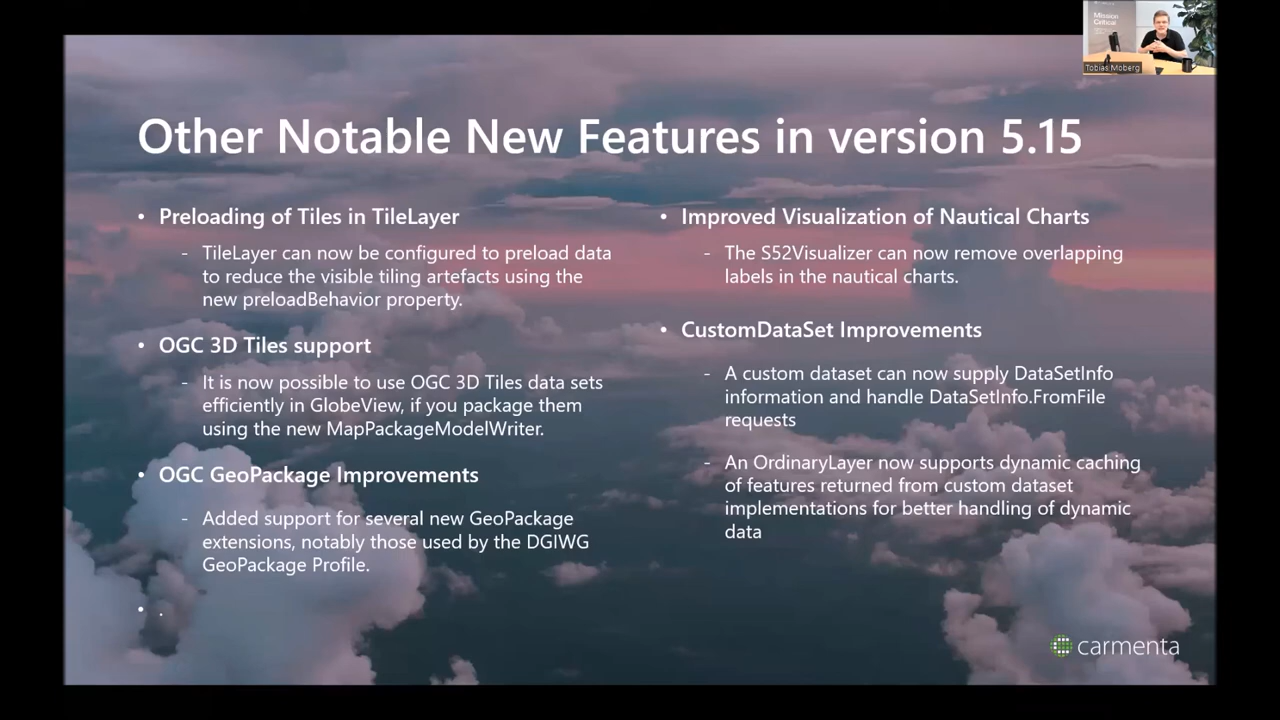 Mission
Critical
Tobias Moberg
Other Notable New Features in version 5.15
• Preloading of Tiles in TileLayer
- TileLayer can now be configured to preload data
to reduce the visible tiling artefacts using the
new preloadBehavior property.
• OGC 3D Tiles support
- It is now possible to use OGC 3D Tiles data sets
efficiently in GlobeView, if you package them
using the new MapPackageModelWriter.
• OGC GeoPackage Improvements
- Added support for several new GeoPackage
extensions, notably those used by the DGIWG
GeoPackage Profile.
• .
• Improved Visualization of Nautical Charts
- The S52Visualizer can now remove overlapping
labels in the nautical charts.
• CustomDataSet Improvements
- A custom dataset can now supply DataSetInfo
information and handle DataSetInfo.FromFile
requests
- An OrdinaryLayer now supports dynamic caching
of features returned from custom dataset
implementations for better handling of dynamic
data
carmenta